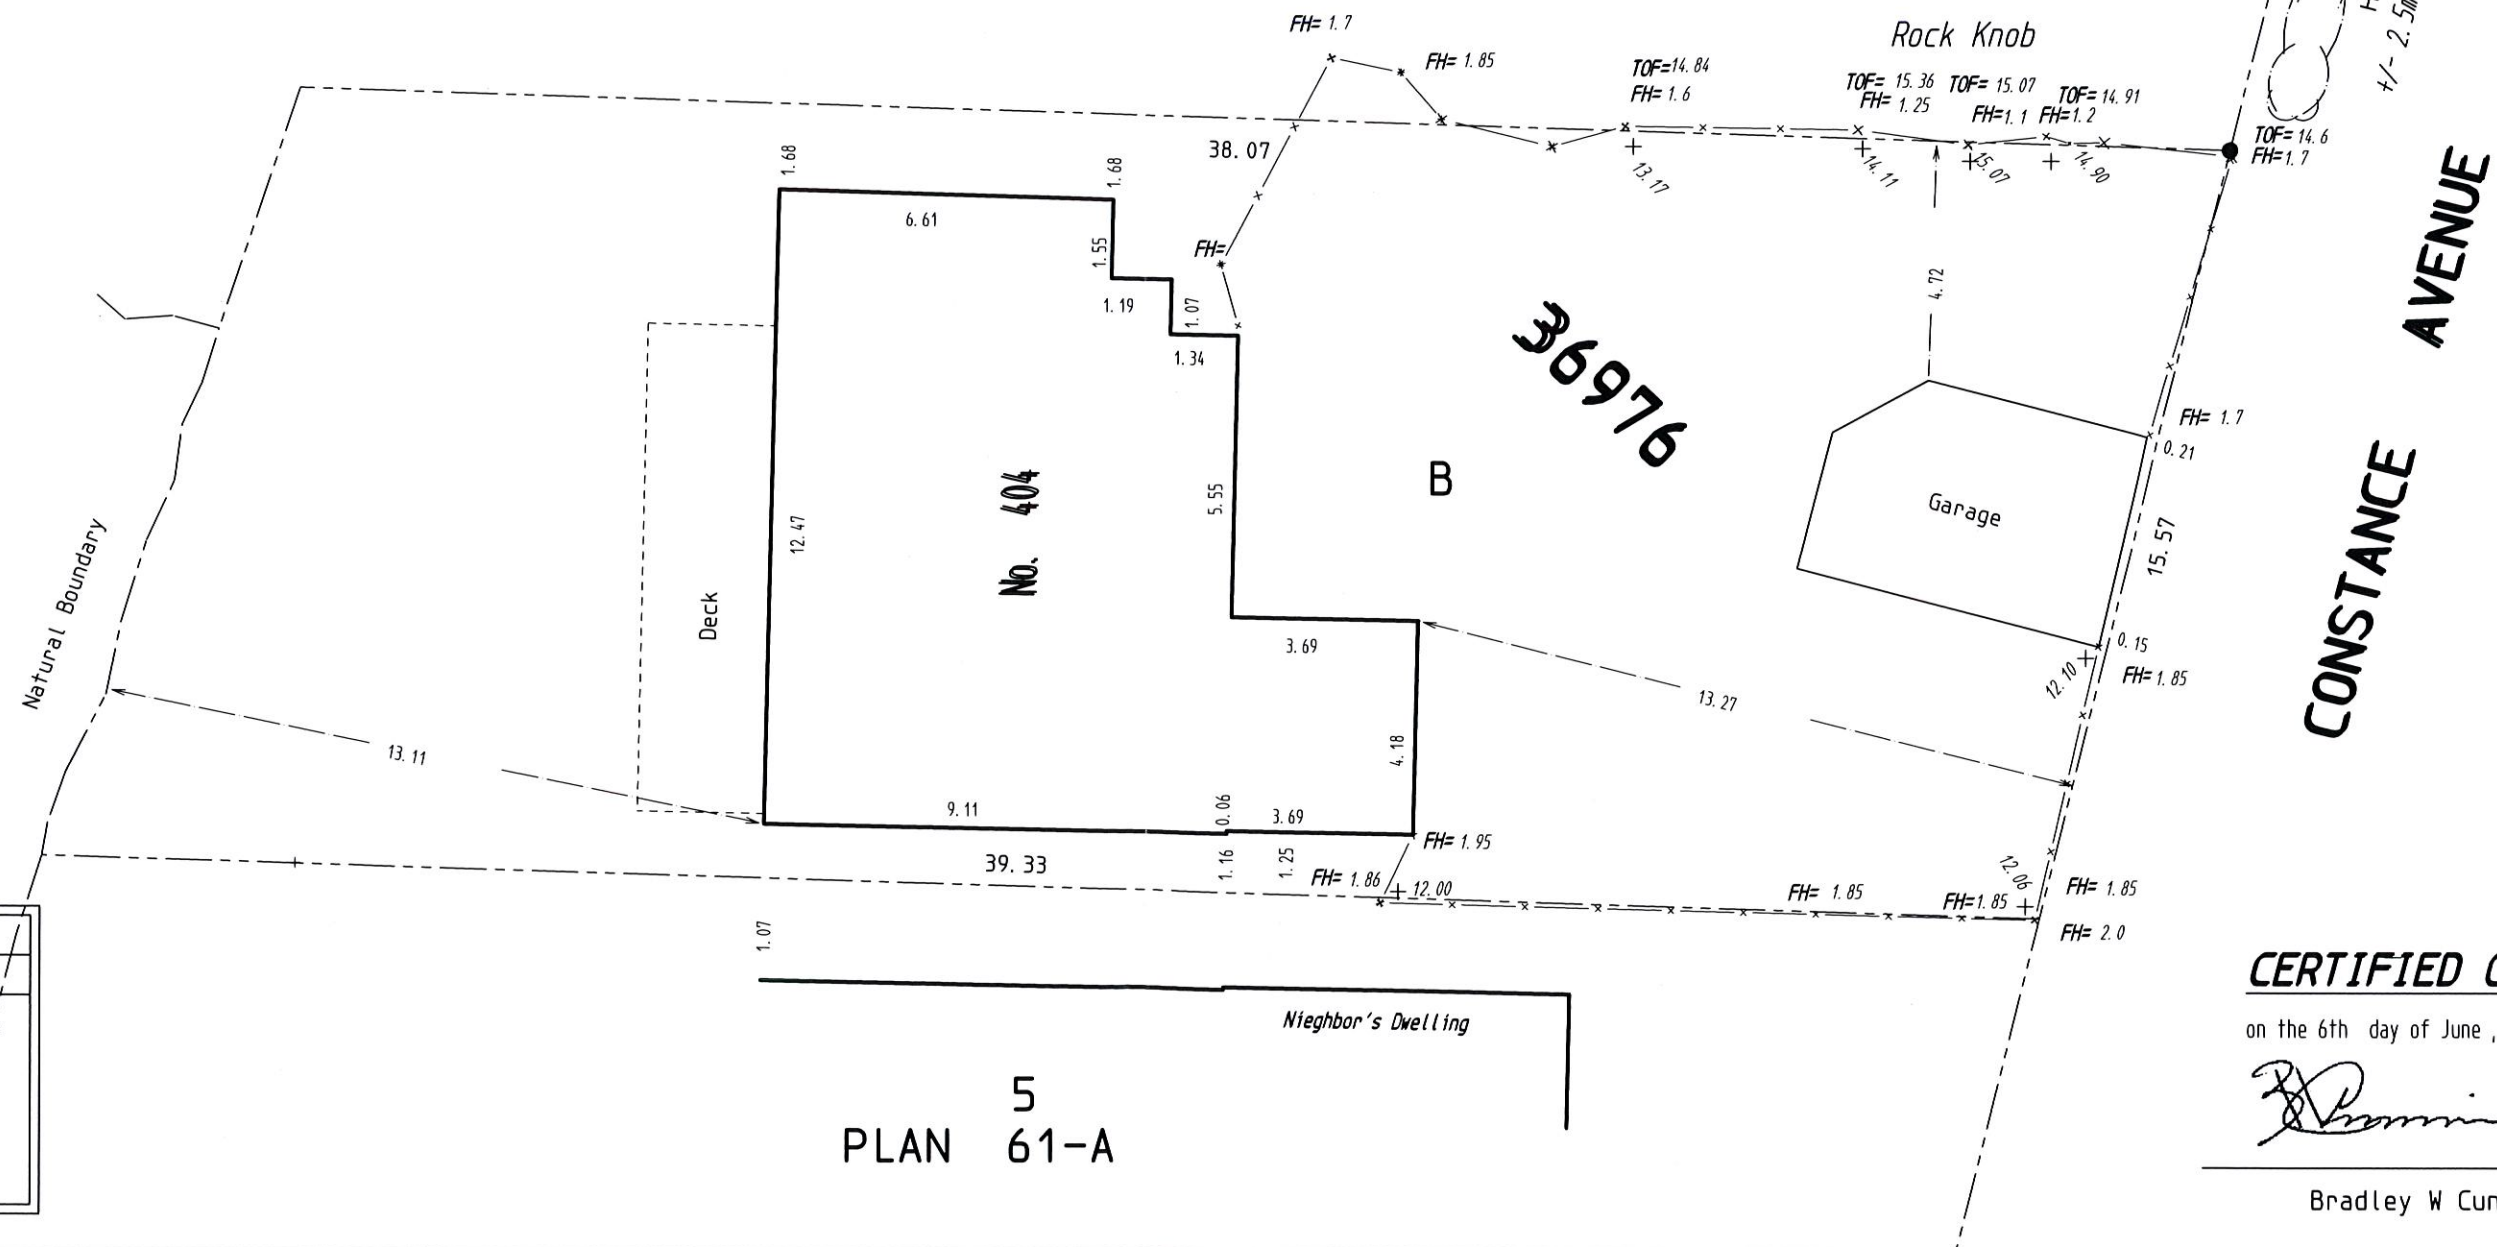 FH= 1.7
FH= 1.85
Rock Knob
+/- 2.5m
TOF=14.84
FH= 1.6
TOF= 15.36
FH= 1.25
TOF= 15.07
FH=1.1
TOF= 14.91
FH=1.2
TOF= 14.6
FH=1.7
38.07
1.68
1.68
13.17
14.11
15.07
14.90
6.61
1.55
FH=
1.19
1.07
1.34
4.72
36976
AVENUE
FH= 1.7
0.21
No. 404
B
5.55
12.47
Garage
15.57
CONSTANCE
Natural Boundary
Deck
3.69
0.15
12.10
FH= 1.85
13.27
13.11
4.18
9.11
0.06
3.69
FH= 1.95
39.33
1.16
1.25
FH= 1.86
12.00
FH= 1.85
FH=1.85
12.06
FH= 1.85
1.07
FH= 2.0
Nieghbor's Dwelling
5
PLAN 61-A
CERTIFIED
on the 6th day of June ,
Bradley W Cun